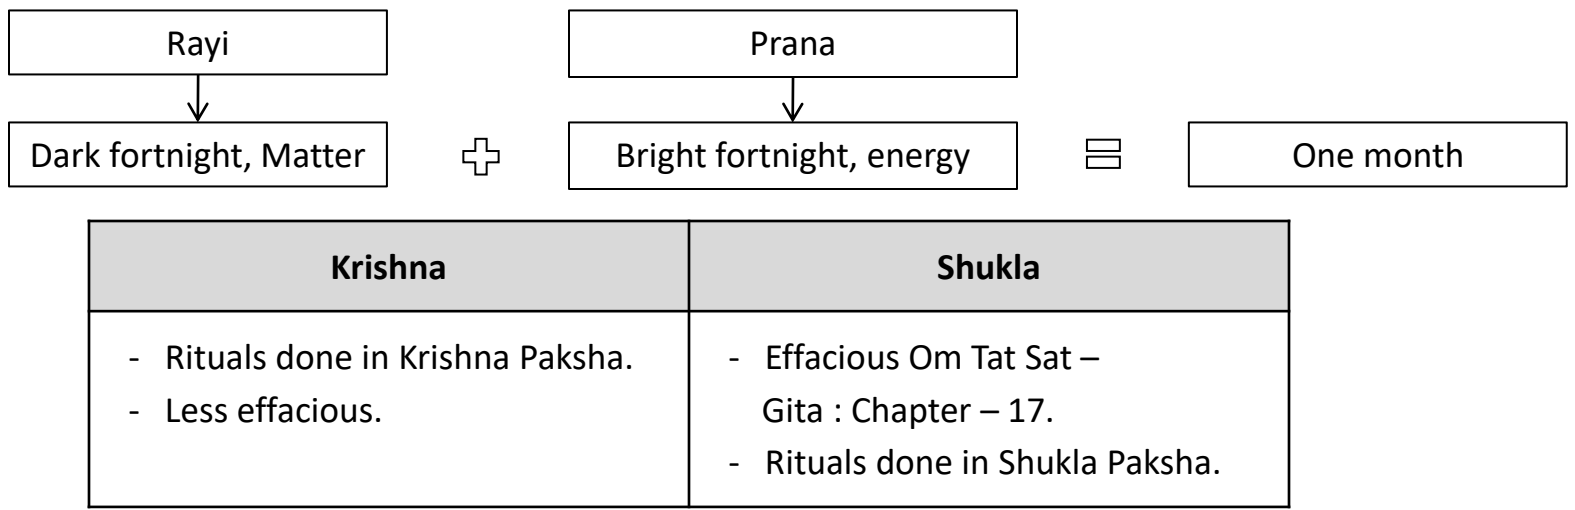 Rayi
Prana
Dark fortnight, Matter
Bright fortnight, energy
One month
Krishna
Shukla
- Rituals done in Krishna Paksha.
- Less effacious.
- Effacious Om Tat Sat –
Gita : Chapter – 17.
- Rituals done in Shukla Paksha.